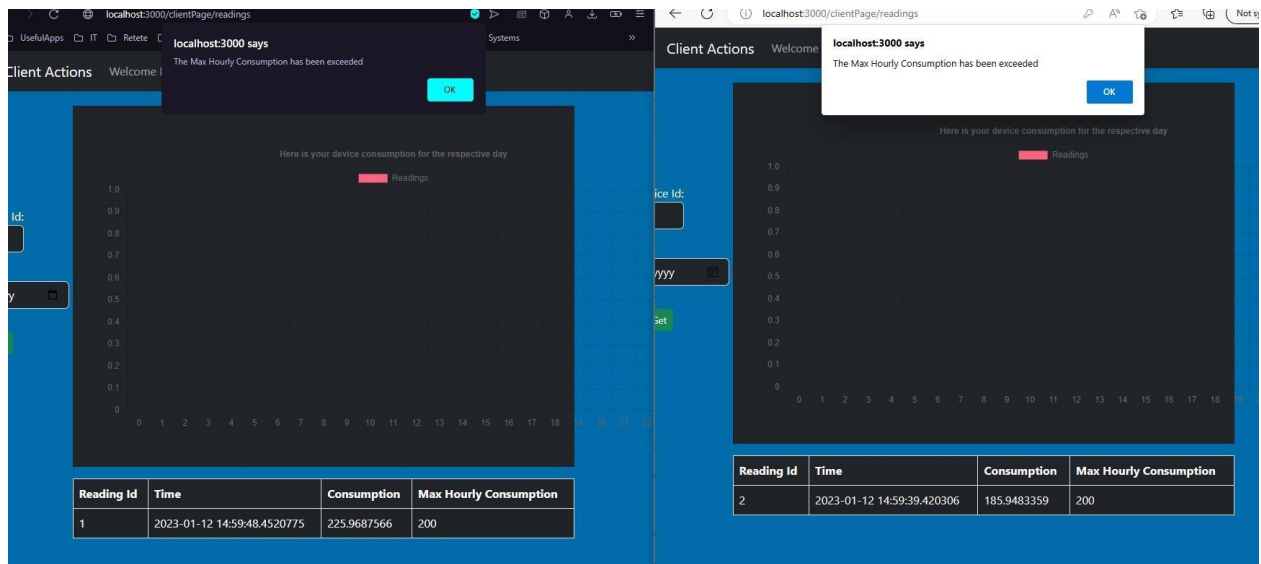 localhost:3000/clientPage/readings
UsefulApps IT Retete Systems »
localhost:3000 says
The Max Hourly Consumption has been exceeded
OK
Client Actions Welcome
Here is your device consumption for the respective day
Readings
1.0
0.9
Id:
0.8
0.7
0.6
y
0.5
0.4
0.3
0.2
0.1
0
0 1 2 3 4 5 6 7 8 9 10 11 12 13 14 15 16 17 18 19 20 21 22
Reading Id Time Consumption Max Hourly Consumption
1 2023-01-12 14:59:48.4520775 225.9687566 200
localhost:3000/clientPage/readings
Not sy
localhost:3000 says
The Max Hourly Consumption has been exceeded
OK
Client Actions Welcome
Here is your device consumption for the respective day
Readings
1.0
0.9
ice Id:
0.8
0.7
0.6
yyyy
0.5
0.4
0.3
Get
0.2
0.1
0
0 1 2 3 4 5 6 7 8 9 10 11 12 13 14 15 16 17 18 19
Reading Id Time Consumption Max Hourly Consumption
2 2023-01-12 14:59:39.420306 185.9483359 200